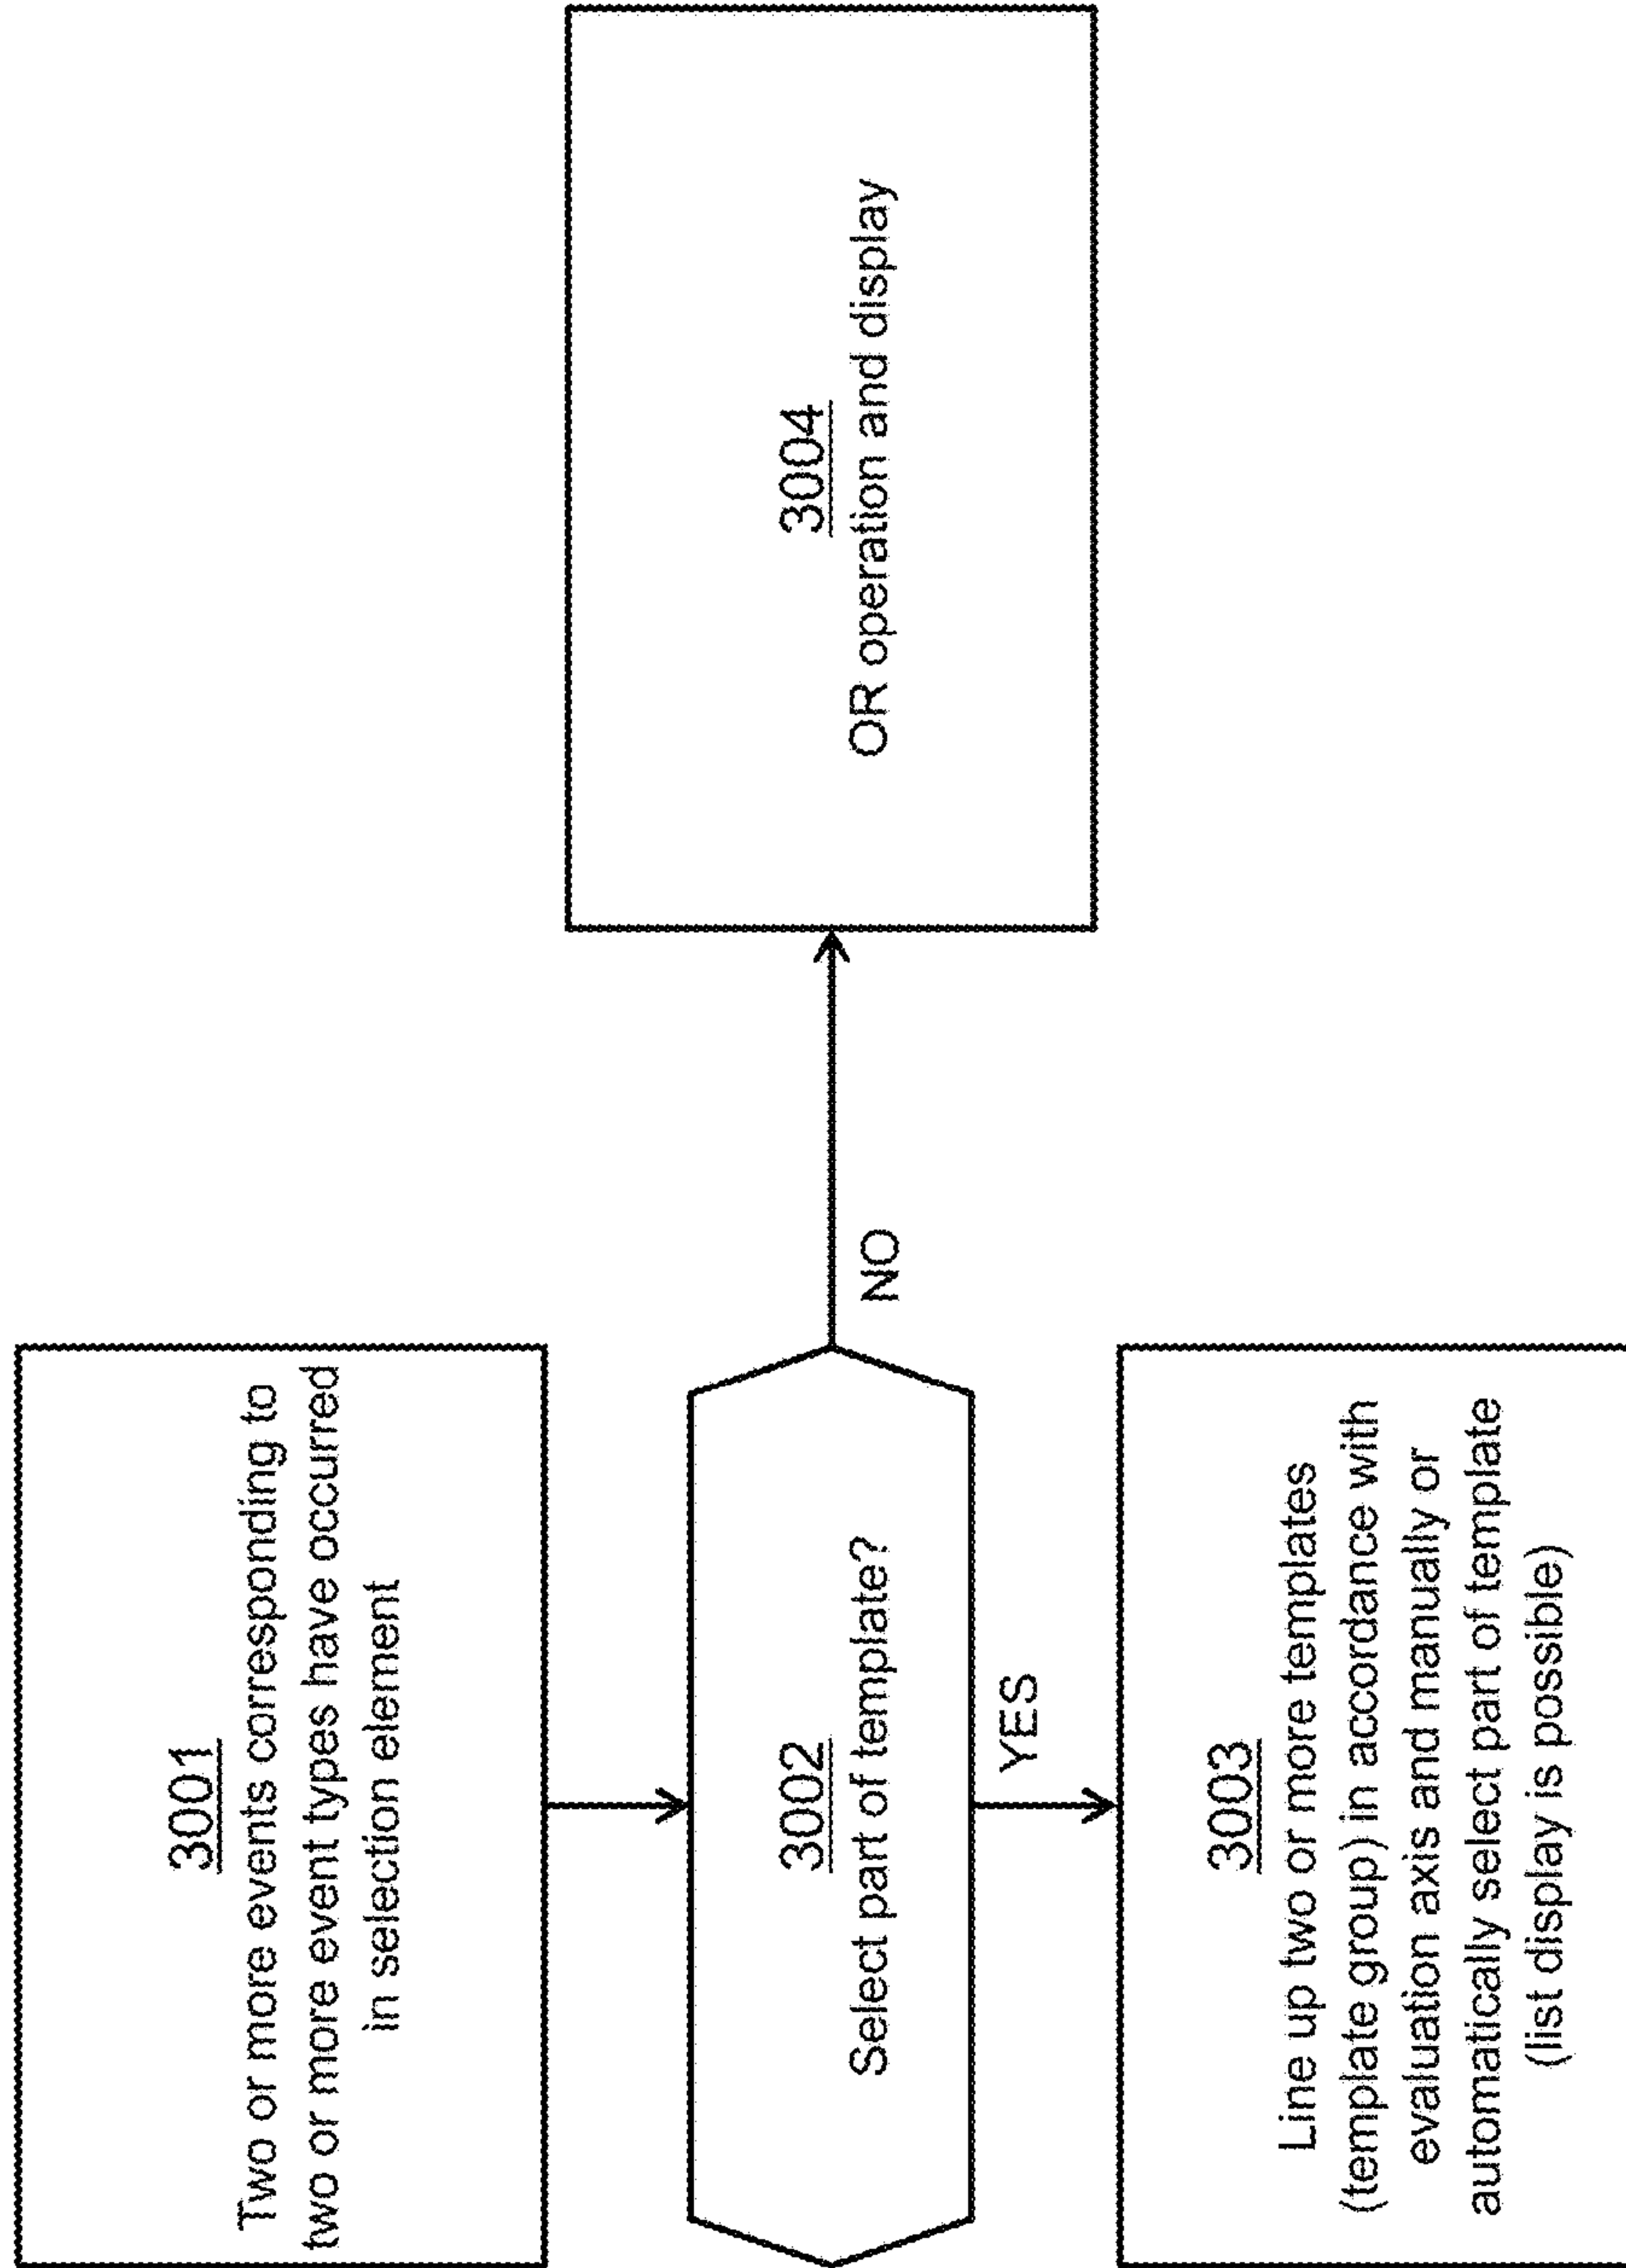 3001
Two or more events corresponding to
two or more event types have occurred
in selection element
3002
Select part of template?
NO
3004
OR operation and display
YES
3003
Line up two or more templates
(template group) in accordance with
evaluation axis and manually or
automatically select part of template
(list display is possible)